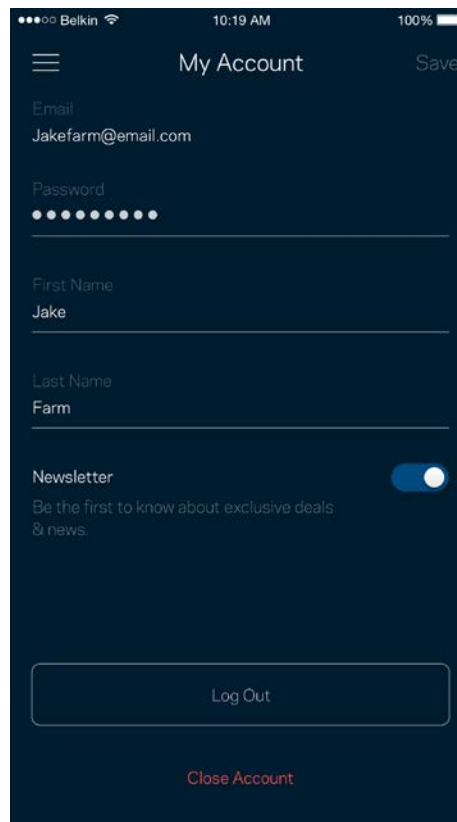 Belkin 10:19 AM 100%
My Account Save
Email
Jakefarm@email.com
Password
●●●●●●●●●
First Name
Jake
Last Name
Farm
Newsletter
Be the first to know about exclusive deals
& news.
Log Out
Close Account